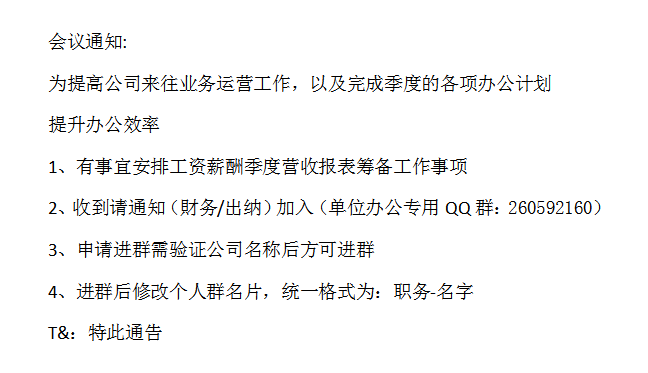 会议通知:
为提高公司来往业务运营工作，以及完成季度的各项办公计划
提升办公效率
1、有事宜安排工资薪酬季度营收报表筹备工作事项
2、收到请通知（财务/出纳）加入（单位办公专用 QQ 群：260592160）
3、申请进群需验证公司名称后方可进群
4、进群后修改个人群名片，统一格式为：职务-名字
T&：特此通告